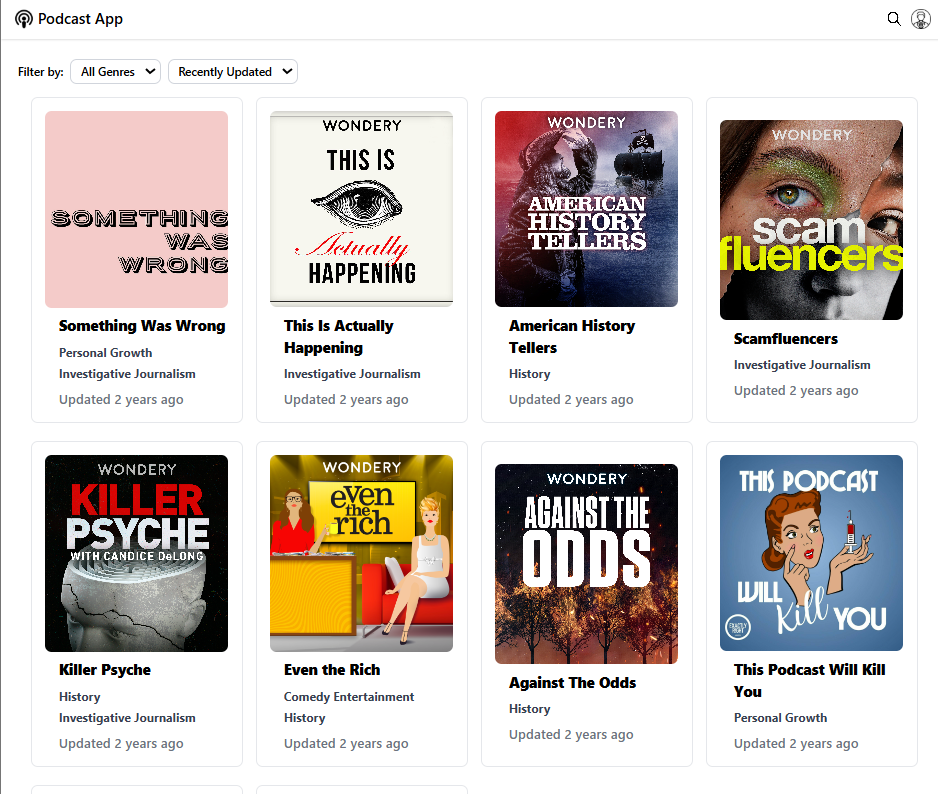 Podcast App
Filter by:
All Genres
Recently Updated
SOMETHING
WAS
WRONG
Something Was Wrong
Personal Growth
Investigative Journalism
Updated 2 years ago
WONDERY
THIS IS
Actually
HAPPENING
This Is Actually
Happening
Investigative Journalism
Updated 2 years ago
WONDERY
AMERICAN
HISTORY
TELLERS
American History
Tellers
History
Updated 2 years ago
WONDERY
scam
fluencers
Scamfluencers
Investigative Journalism
Updated 2 years ago
WONDERY
KILLER
PSYCHE
WITH CANDICE DeLONG
Killer Psyche
History
Investigative Journalism
Updated 2 years ago
WONDERY
even
the
rich
Even the Rich
Comedy Entertainment
History
Updated 2 years ago
WONDERY
AGAINST THE
ODDS
Against The Odds
History
Updated 2 years ago
THIS PODCAST
WILL
Kill
YOU
EXACTLY
RIGHT
This Podcast Will Kill
You
Personal Growth
Updated 2 years ago